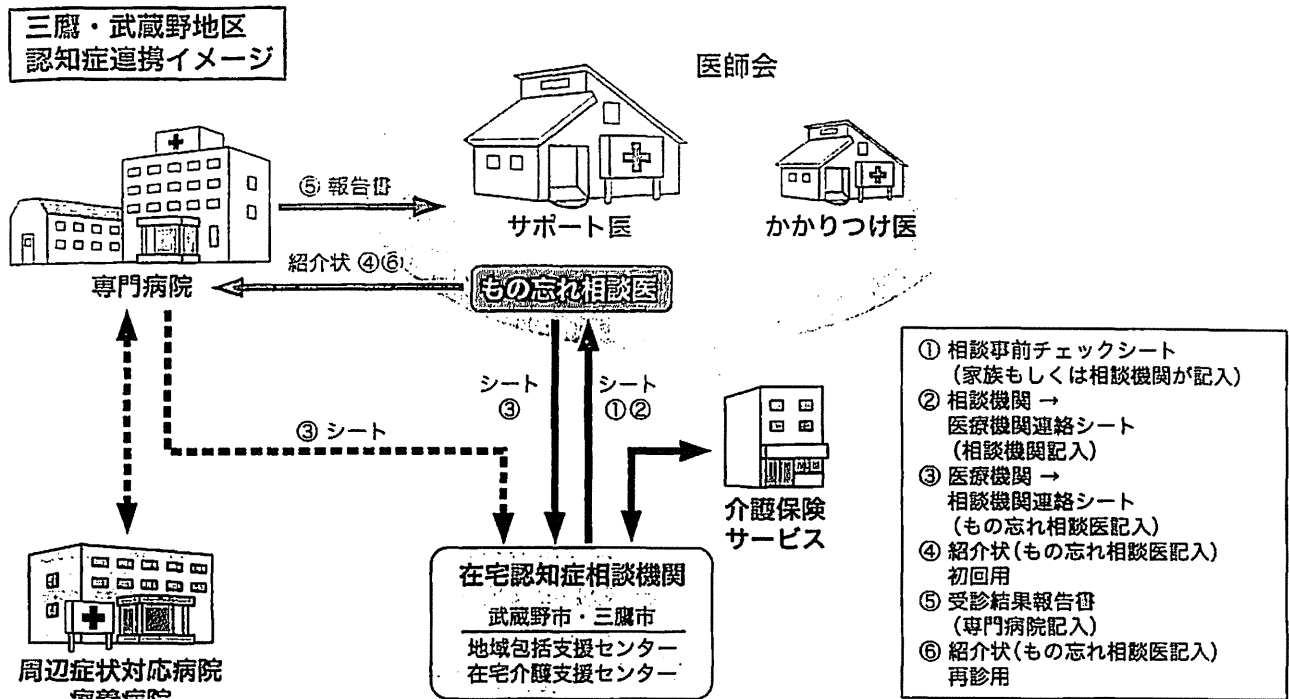 三鷹・武蔵野地区
認知症連携イメージ
医師会
⑤ 報告書
サポート医
かかりつけ医
紹介状 ④⑥
専門病院
もの忘れ相談医
シート
③
シート
①②
③ シート
介護保険
サービス
在宅認知症相談機関
武蔵野市・三鷹市
地域包括支援センター
在宅介護支援センター
周辺症状対応病院
療養病院
① 相談事前チェックシート
(家族もしくは相談機関が記入)
② 相談機関 →
医療機関連絡シート
(相談機関記入)
③ 医療機関 →
相談機関連絡シート
(もの忘れ相談医記入)
④ 紹介状(もの忘れ相談医記入)
初回用
⑤ 受診結果報告書
(専門病院記入)
⑥ 紹介状(もの忘れ相談医記入)
再診用